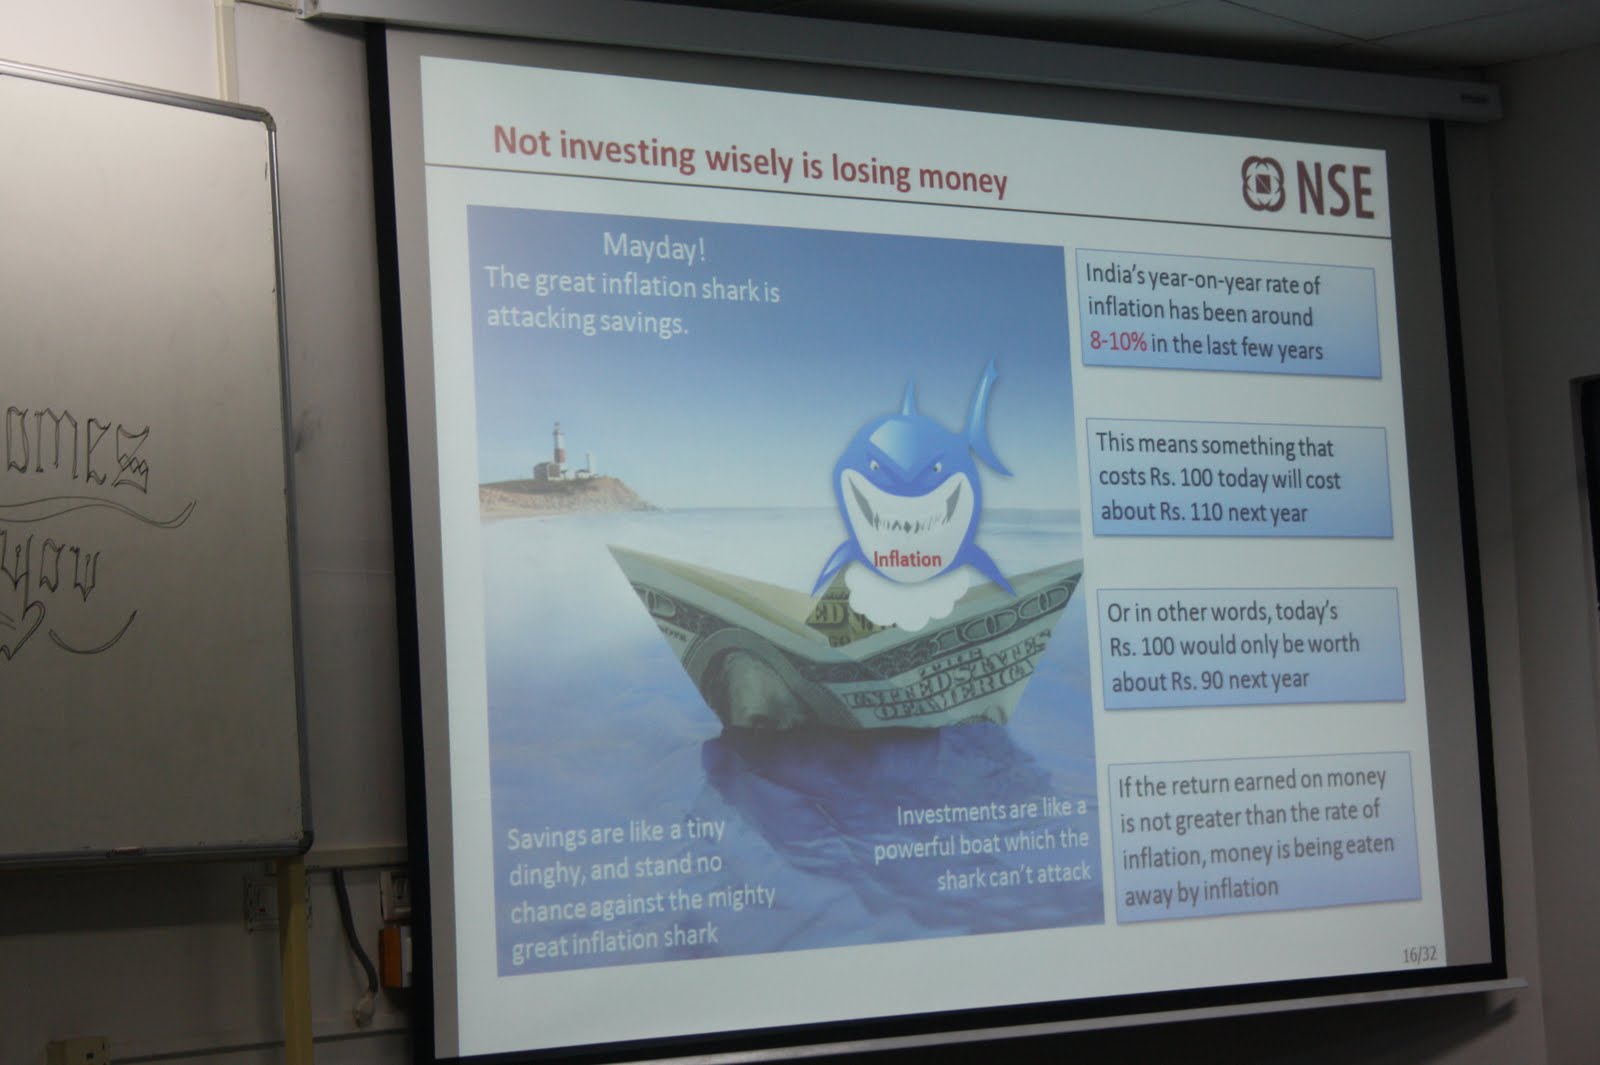 omez
you
Not investing wisely is losing money
NSE
Mayday!
The great inflation shark is
attacking savings.
Inflation
Savings are like a tiny
dinghy, and stand no
chance against the mighty
great inflation shark
Investments are like a
powerful boat which the
shark can't attack
India's year-on-year rate of
inflation has been around
8-10% in the last few years
This means something that
costs Rs. 100 today will cost
about Rs. 110 next year
Or in other words, today's
Rs. 100 would only be worth
about Rs. 90 next year
If the return earned on money
is not greater than the rate of
inflation, money is being eaten
away by inflation
16/32